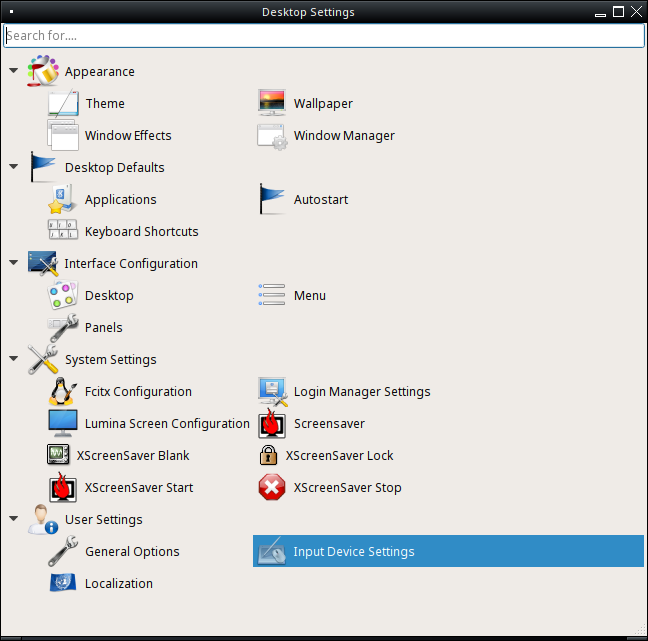 Desktop Settings
Search for....
Appearance
Theme Wallpaper
Window Effects Window Manager
Desktop Defaults
Applications Autostart
Keyboard Shortcuts
Interface Configuration
Desktop Menu
Panels
System Settings
Fcitx Configuration Login Manager Settings
Lumina Screen Configuration Screensaver
XScreenSaver Blank XScreenSaver Lock
XScreenSaver Start XScreenSaver Stop
User Settings
General Options Input Device Settings
Localization